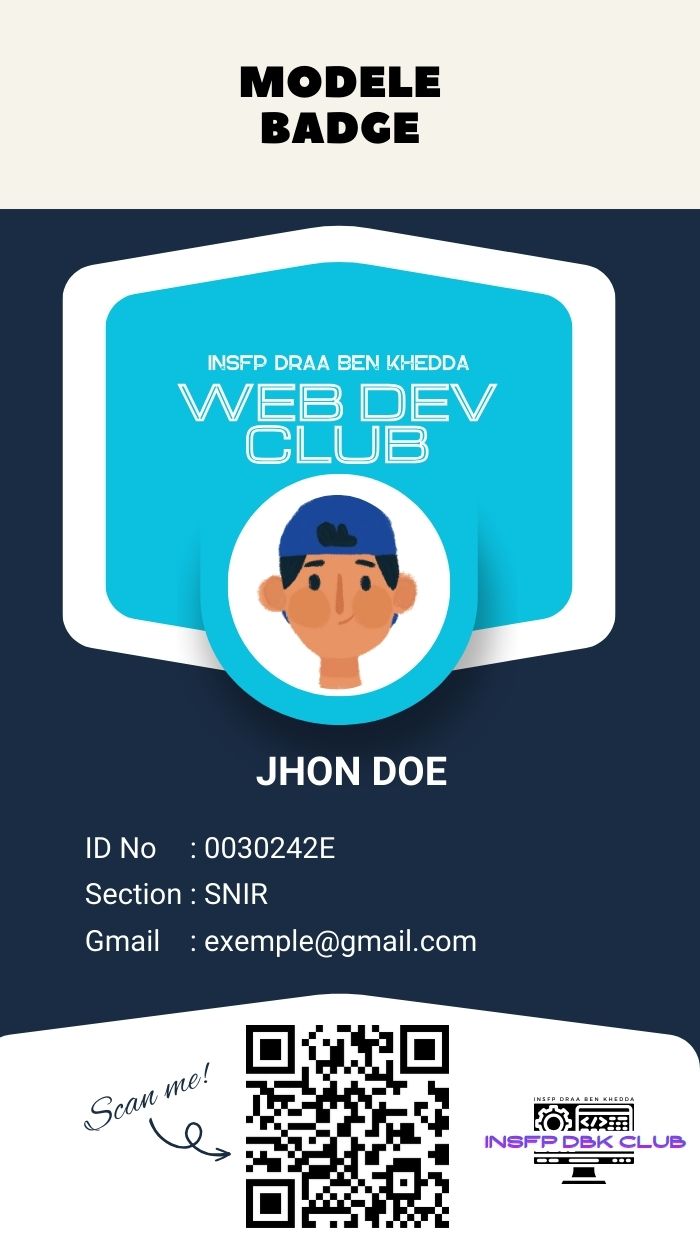 MODELE
BADGE
INSFP DRAA BEN KHEDDA
WEB DEV
CLUB
JHON DOE
ID No : 0030242E
Section : SNIR
Gmail : exemple@gmail.com
Scan me!
INSFP DRAA BEN KHEDDA
</>
INSFP DBK CLUB